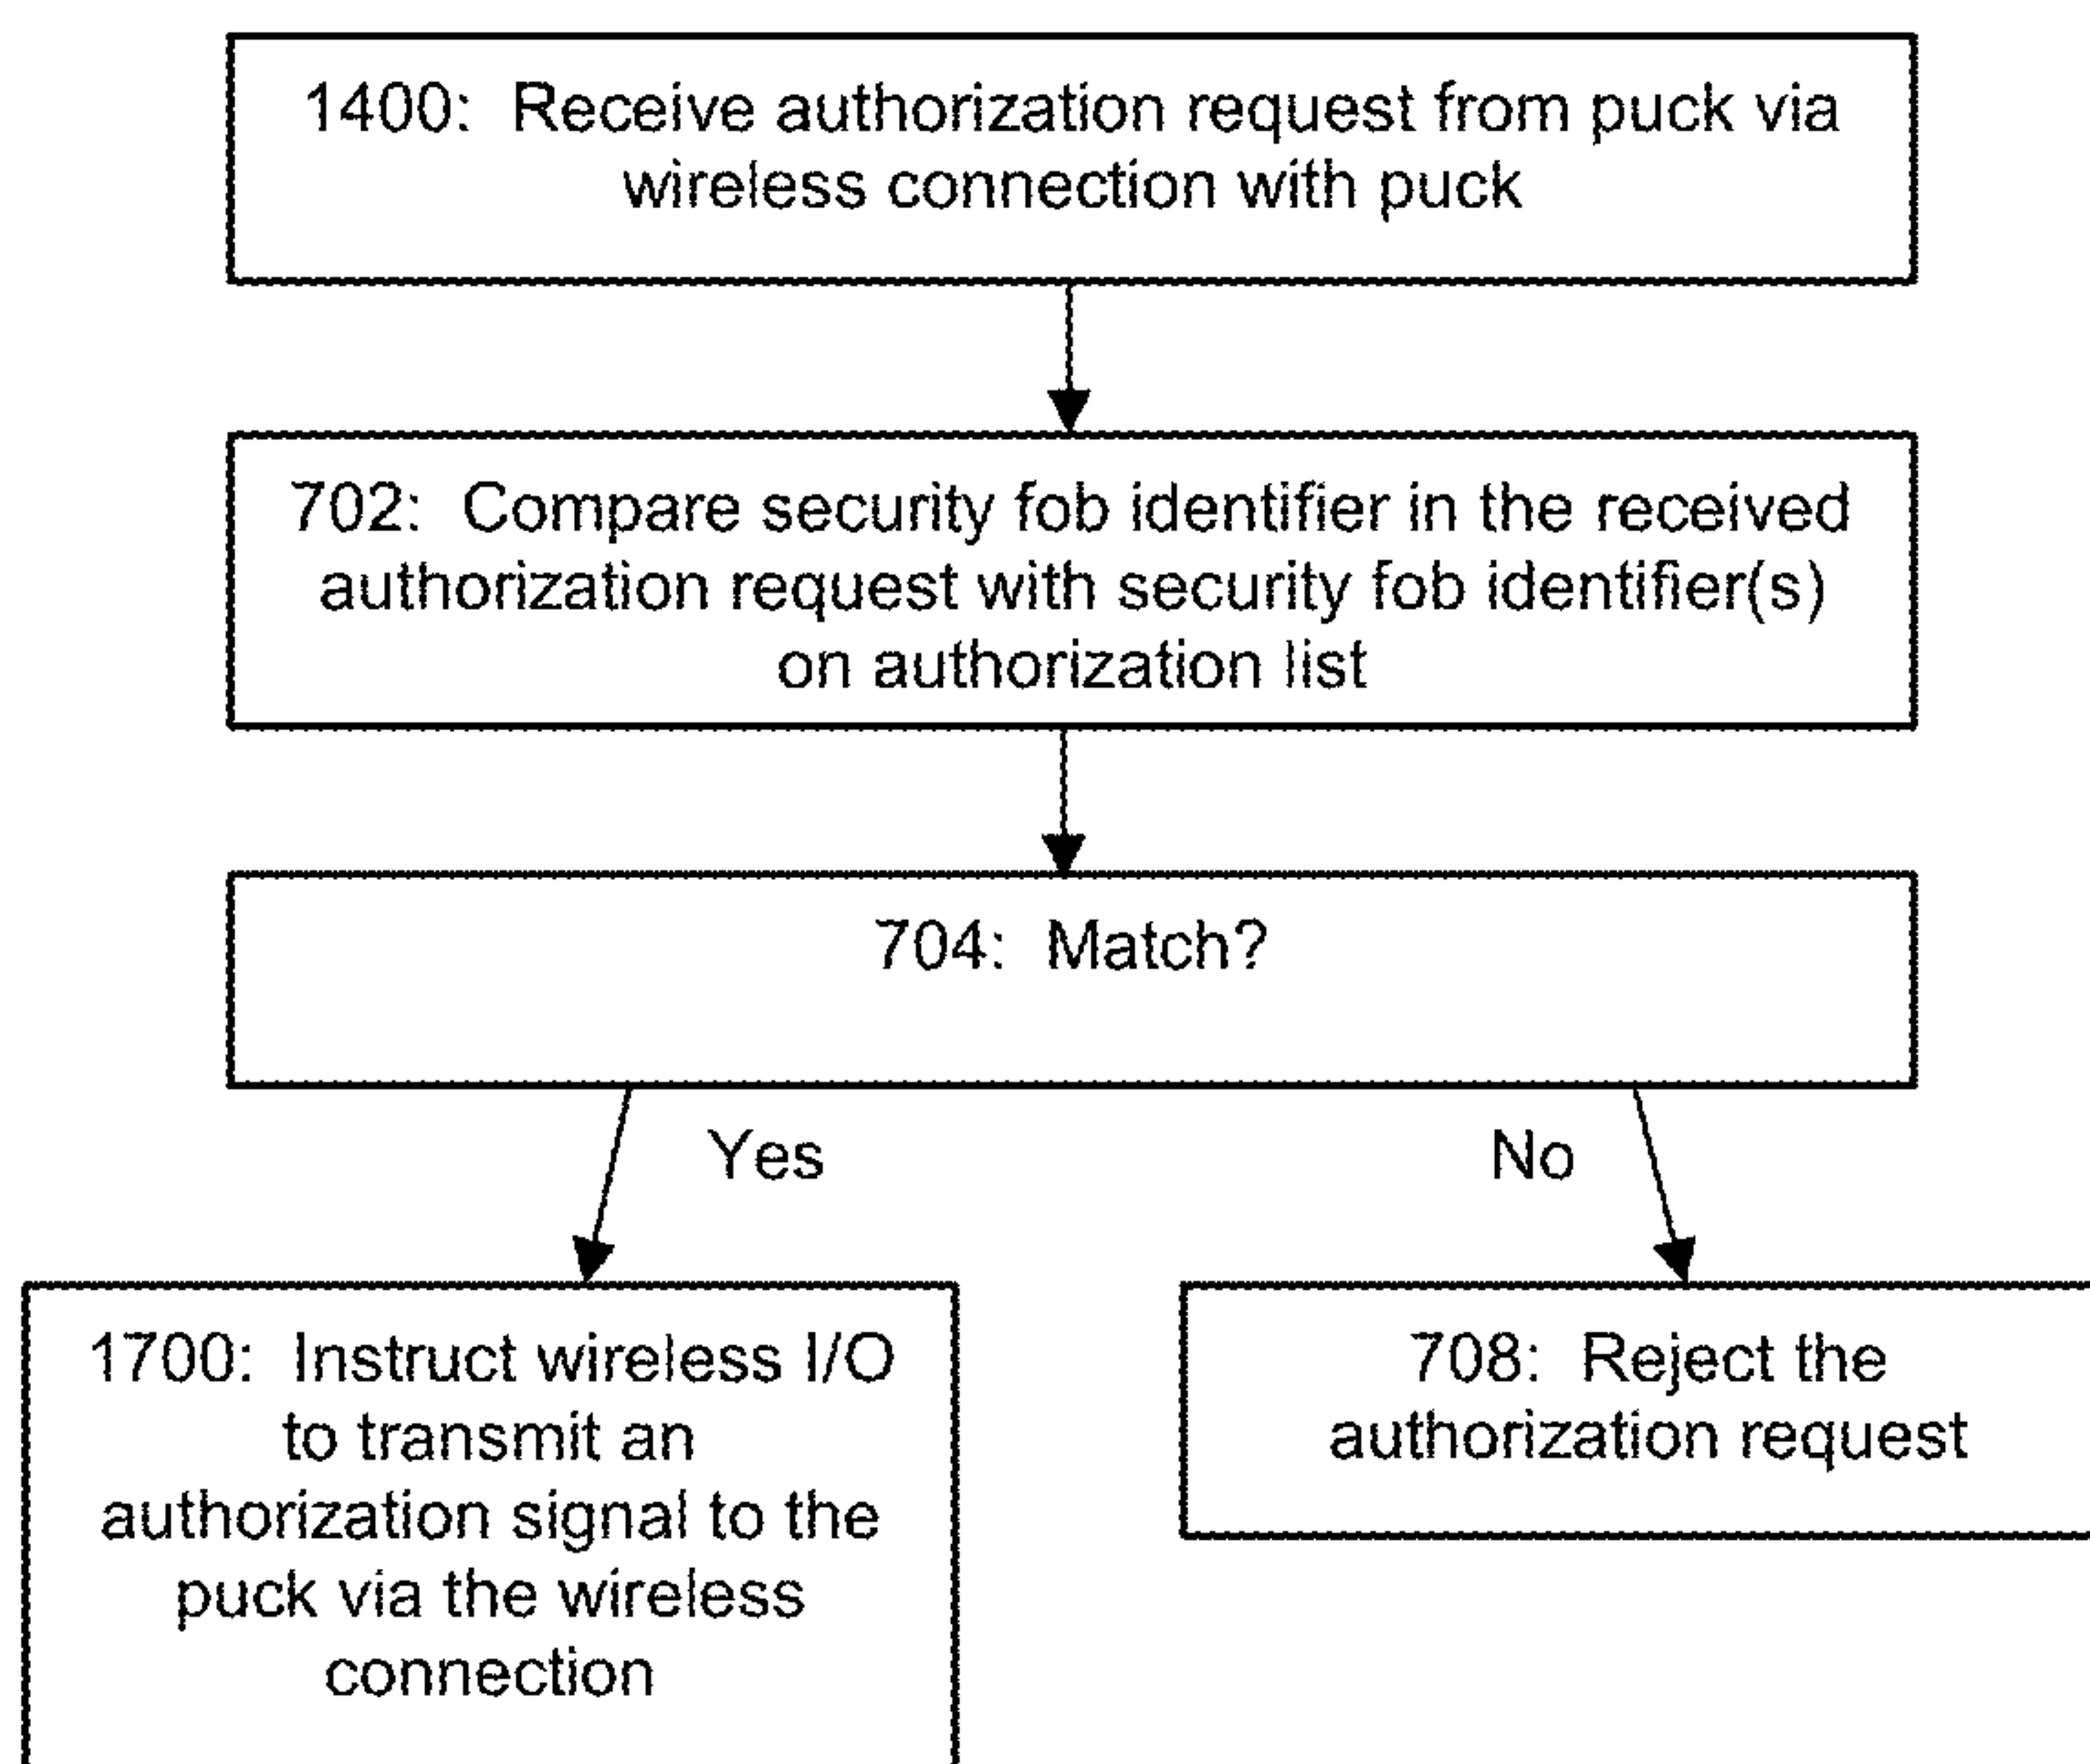 1400: Receive authorization request from puck via
wireless connection with puck
702: Compare security fob identifier in the received
authorization request with security fob identifier(s)
on authorization list
704: Match?
Yes
No
1700: Instruct wireless I/O
to transmit an
authorization signal to the
puck via the wireless
connection
708: Reject the
authorization request